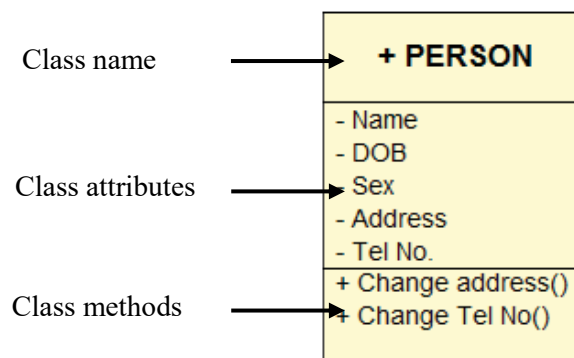 Class name
+ PERSON
- Name
- DOB
Class attributes
- Sex
- Address
- Tel No.
+ Change address()
Class methods
+ Change Tel No()